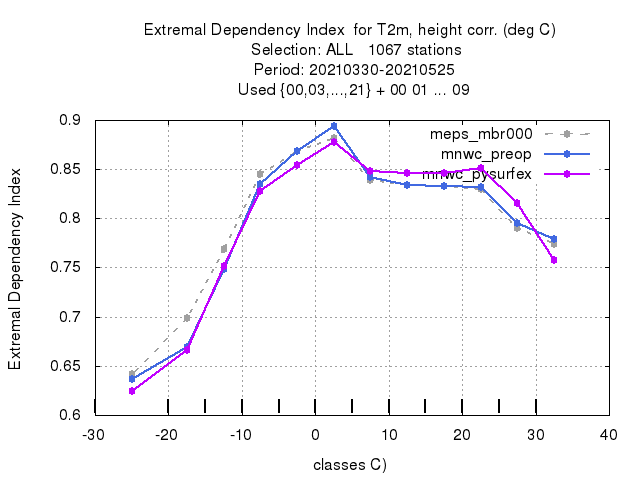 Extremal Dependency Index  for T2m, height corr. (deg C)
Selection: ALL   1067 stations
Period: 20210330-20210525
Used {00,03,...,21} + 00 01 ... 09
Extremal Dependency Index
0.9
0.85
0.8
0.75
0.7
0.65
0.6
meps_mbr000
mnwc_preop
mnwc_pysurfex
-30 -20 -10 0 10 20 30 40
classes C)